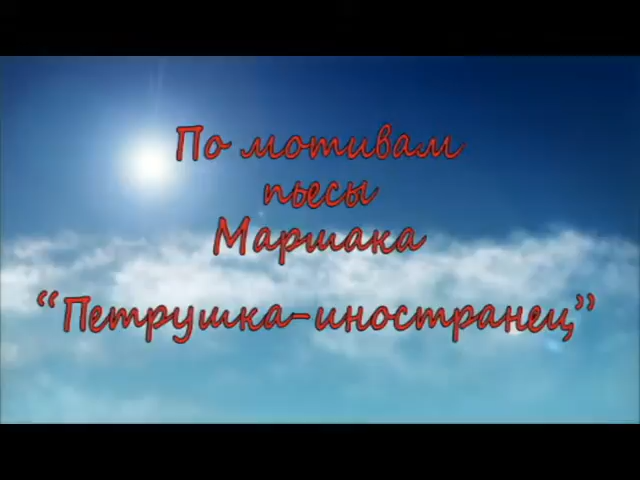 По мотивам
пьесы
Маршака
“Петрушка-иностранец”